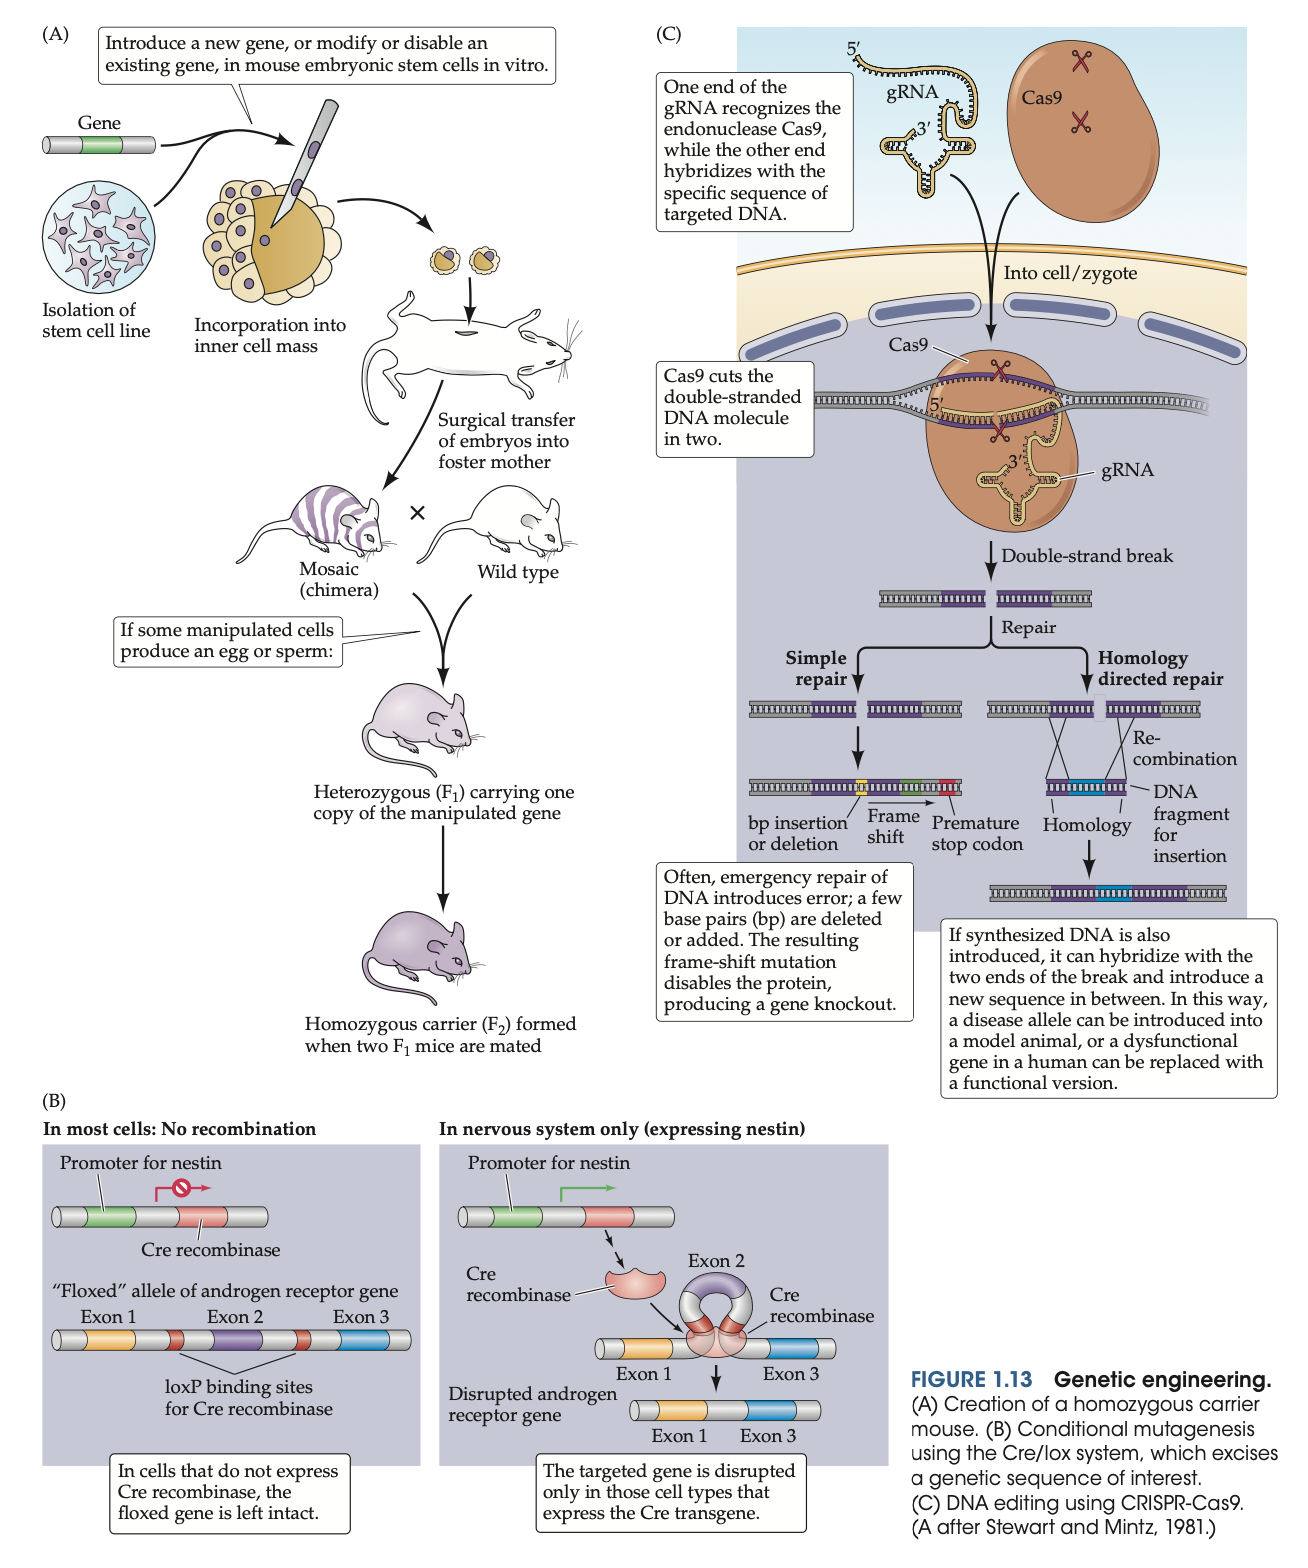 (A)
Introduce a new gene, or modify or disable an
existing gene, in mouse embryonic stem cells in vitro.
Gene
Isolation of
stem cell line
Incorporation into
inner cell mass
Surgical transfer
of embryos into
foster mother
×
Mosaic
(chimera)
Wild type
If some manipulated cells
produce an egg or sperm:
Heterozygous (F₁) carrying one
copy of the manipulated gene
Homozygous carrier (F₂) formed
when two F₁ mice are mated
(C)
One end of the
gRNA recognizes the
endonuclease Cas9,
while the other end
hybridizes with the
specific sequence of
targeted DNA.
5′
gRNA
3′
Cas9
Into cell/zygote
Cas9
Cas9 cuts the
double-stranded
DNA molecule
in two.
5′
3′
gRNA
Double-strand break
Repair
Simple
repair
Homology
directed repair
Re-
combination
bp insertion
or deletion
Frame
shift
Premature
stop codon
Homology
DNA
fragment
for
insertion
Often, emergency repair of
DNA introduces error; a few
base pairs (bp) are deleted
or added. The resulting
frame-shift mutation
disables the protein,
producing a gene knockout.
If synthesized DNA is also
introduced, it can hybridize with the
two ends of the break and introduce a
new sequence in between. In this way,
a disease allele can be introduced into
a model animal, or a dysfunctional
gene in a human can be replaced with
a functional version.
(B)
In most cells: No recombination
Promoter for nestin
Cre recombinase
“Floxed” allele of androgen receptor gene
Exon 1 Exon 2 Exon 3
loxP binding sites
for Cre recombinase
In cells that do not express
Cre recombinase, the
floxed gene is left intact.
In nervous system only (expressing nestin)
Promoter for nestin
Cre
recombinase
Exon 2
Cre
recombinase
Exon 1 Exon 3
Disrupted androgen
receptor gene
Exon 1 Exon 3
The targeted gene is disrupted
only in those cell types that
express the Cre transgene.
FIGURE 1.13 Genetic engineering.
(A) Creation of a homozygous carrier
mouse. (B) Conditional mutagenesis
using the Cre/lox system, which excises
a genetic sequence of interest.
(C) DNA editing using CRISPR-Cas9.
(A after Stewart and Mintz, 1981.)